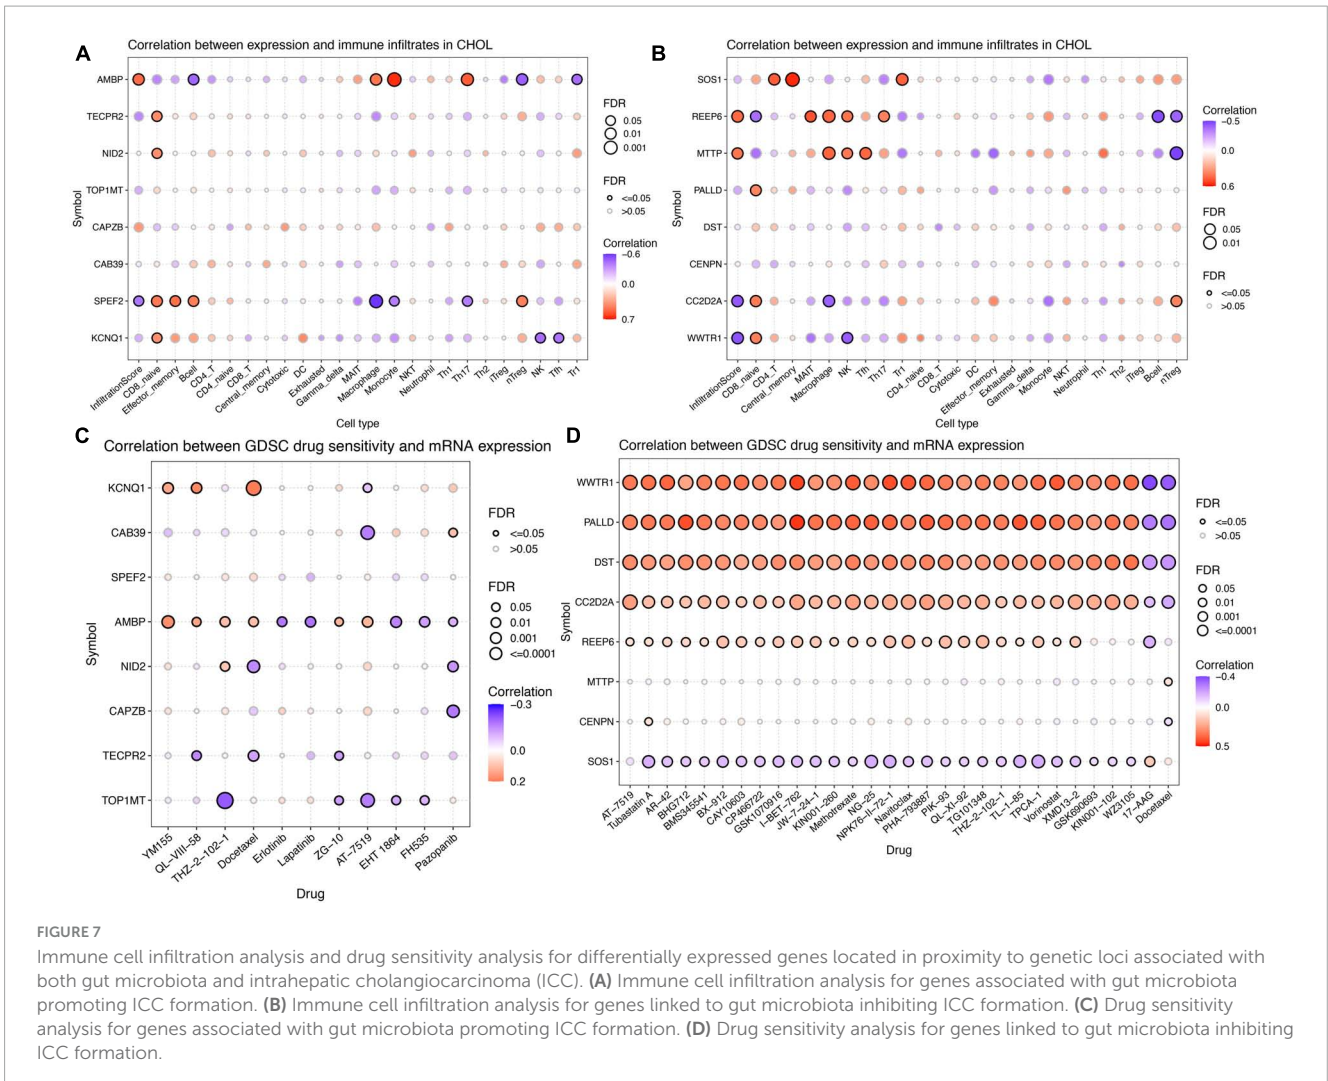 A
Correlation between expression and immune infiltrates in CHOL
Symbol
AMBP
TECPR2
NID2
TOP1MT
CAPZB
CAB39
SPEF2
KCNQ1
InfiltrationScore
CD8_naive
Effector_memory
Bcell
CD4_T
CD4_naive
CD8_T
Central_memory
Cytotoxic
DC
Exhausted
Gamma_delta
MAIT
Macrophage
Monocyte
NKT
Neutrophil
Th1
Th17
Th2
iTreg
nTreg
NK
Tfh
Tr1
Cell type
FDR
0.05
0.01
0.001
FDR
<=0.05
>0.05
Correlation
−0.6
0.0
0.7
B
Correlation between expression and immune infiltrates in CHOL
Symbol
SOS1
REEP6
MTTP
PALLD
DST
CENPN
CC2D2A
WWTR1
InfiltrationScore
CD8_naive
CD4_T
Central_memory
MAIT
Macrophage
NK
Tfh
Th17
Tr1
CD4_naive
CD8_T
Cytotoxic
DC
Effector_memory
Exhausted
Gamma_delta
Monocyte
NKT
Neutrophil
Th1
Th2
iTreg
Bcell
nTreg
Cell type
Correlation
−0.5
0.0
0.6
FDR
0.05
0.01
FDR
<=0.05
>0.05
C
Correlation between GDSC drug sensitivity and mRNA expression
Symbol
KCNQ1
CAB39
SPEF2
AMBP
NID2
CAPZB
TECPR2
TOP1MT
YM155
QL−VIII−58
THZ−2−102−1
Docetaxel
Erlotinib
Lapatinib
ZG−10
AT−7519
EHT 1864
FH535
Pazopanib
Drug
FDR
<=0.05
>0.05
FDR
0.05
0.01
0.001
<=0.0001
Correlation
−0.3
0.0
0.2
D
Correlation between GDSC drug sensitivity and mRNA expression
Symbol
WWTR1
PALLD
DST
CC2D2A
REEP6
MTTP
CENPN
SOS1
AT−7519
Tubastatin A
AR−42
BHG712
BMS345541
BX−912
CAY10603
CP466722
GSK1070916
I−BET−762
JW−7−24−1
KIN001−260
Methotrexate
NG−25
NPK76−II−72−1
Navitoclax
PHA−793887
PIK−93
QL−XI−92
TG101348
THZ−2−102−1
TL−1−85
TPCA−1
Vorinostat
XMD13−2
GSK690693
KIN001−102
WZ3105
17−AAG
Docetaxel
Drug
FDR
<=0.05
>0.05
FDR
0.05
0.01
0.001
<=0.0001
Correlation
−0.4
0.0
0.5
FIGURE 7
Immune cell infiltration analysis and drug sensitivity analysis for differentially expressed genes located in proximity to genetic loci associated with
both gut microbiota and intrahepatic cholangiocarcinoma (ICC). (A) Immune cell infiltration analysis for genes associated with gut microbiota
promoting ICC formation. (B) Immune cell infiltration analysis for genes linked to gut microbiota inhibiting ICC formation. (C) Drug sensitivity
analysis for genes associated with gut microbiota promoting ICC formation. (D) Drug sensitivity analysis for genes linked to gut microbiota inhibiting
ICC formation.